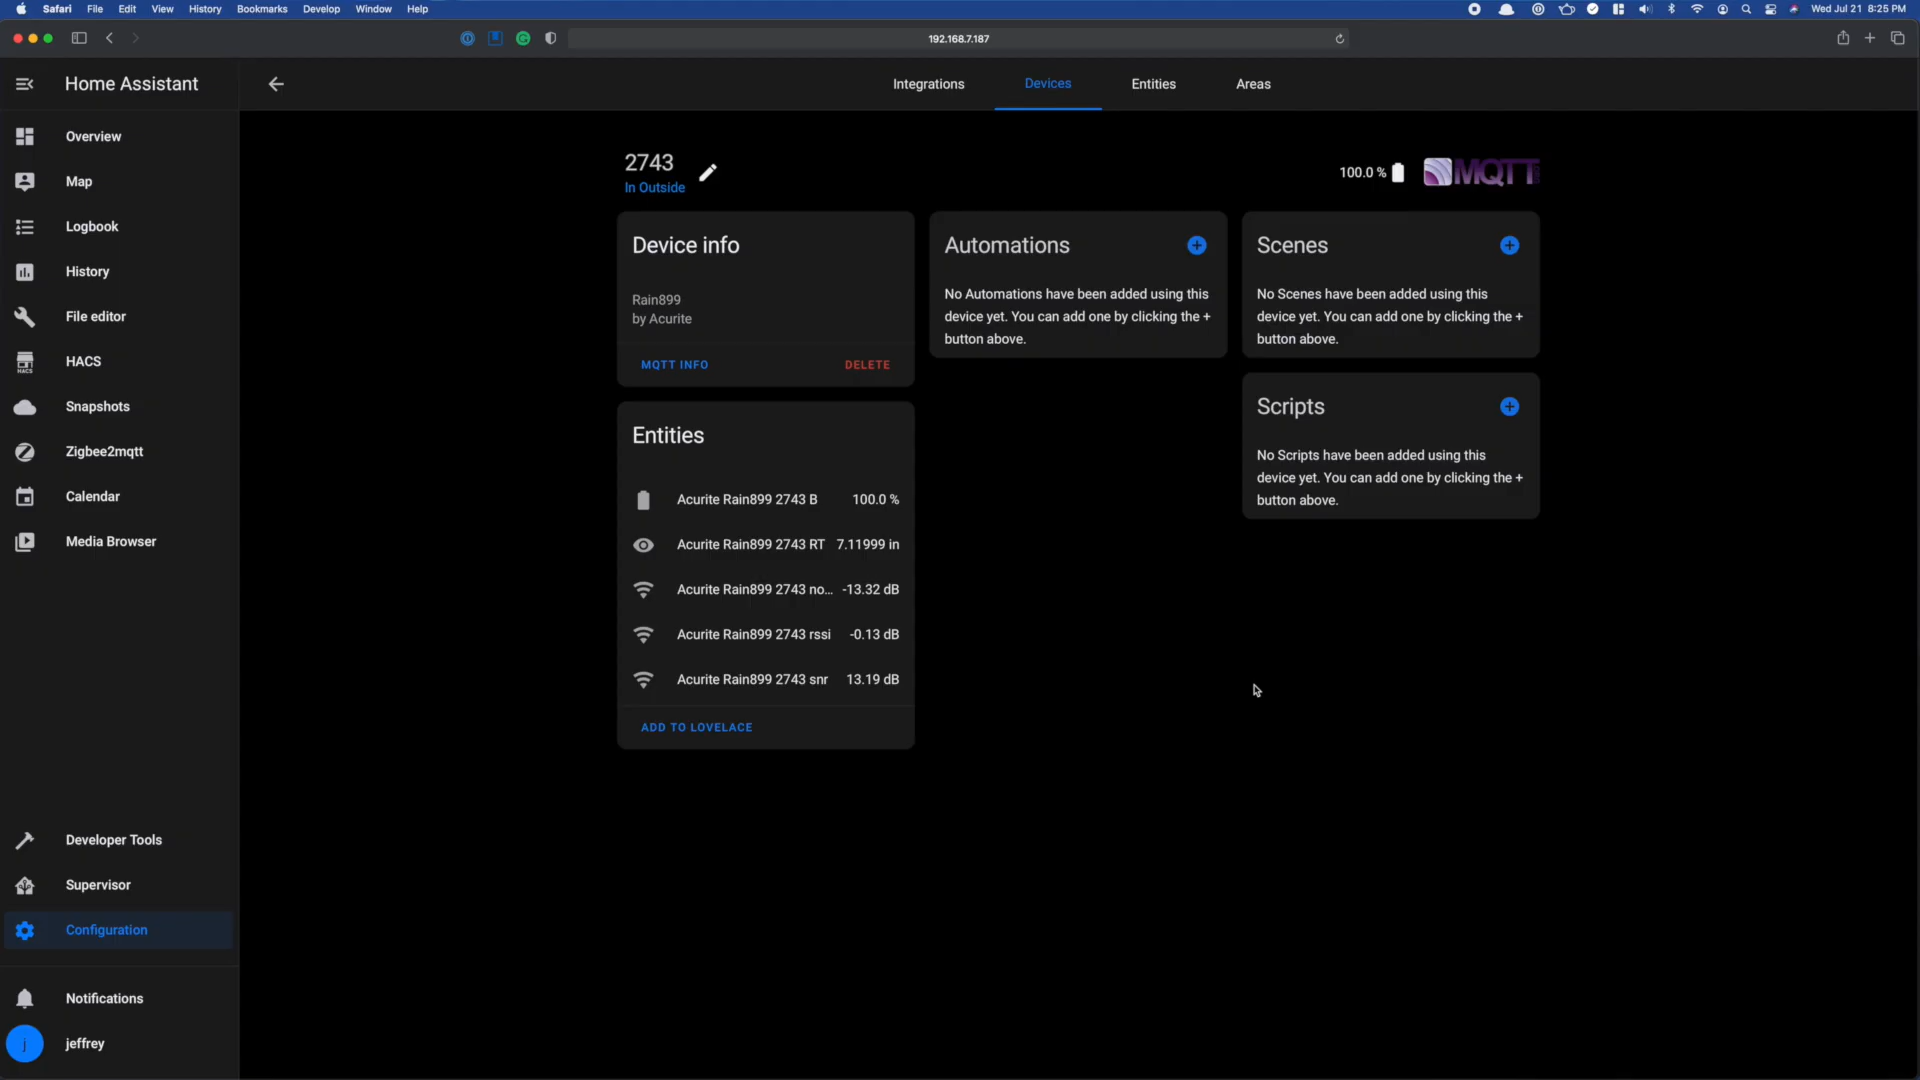 Safari File Edit View History Bookmarks Develop Window Help Wed Jul 21 8:25 PM
192.168.7.187
Home Assistant
Integrations Devices Entities Areas
Overview
Map
Logbook
History
File editor
HACS
HACS
Snapshots
Zigbee2mqtt
Calendar
Media Browser
Developer Tools
Supervisor
Configuration
Notifications
j
jeffrey
2743
In Outside
100.0 %
MQTT
Device info
Rain899
by Acurite
MQTT INFO DELETE
Entities
Acurite Rain899 2743 B 100.0 %
Acurite Rain899 2743 RT 7.11999 in
Acurite Rain899 2743 no... -13.32 dB
Acurite Rain899 2743 rssi -0.13 dB
Acurite Rain899 2743 snr 13.19 dB
ADD TO LOVELACE
Automations
No Automations have been added using this
device yet. You can add one by clicking the +
button above.
Scenes
No Scenes have been added using this
device yet. You can add one by clicking the +
button above.
Scripts
No Scripts have been added using this
device yet. You can add one by clicking the +
button above.